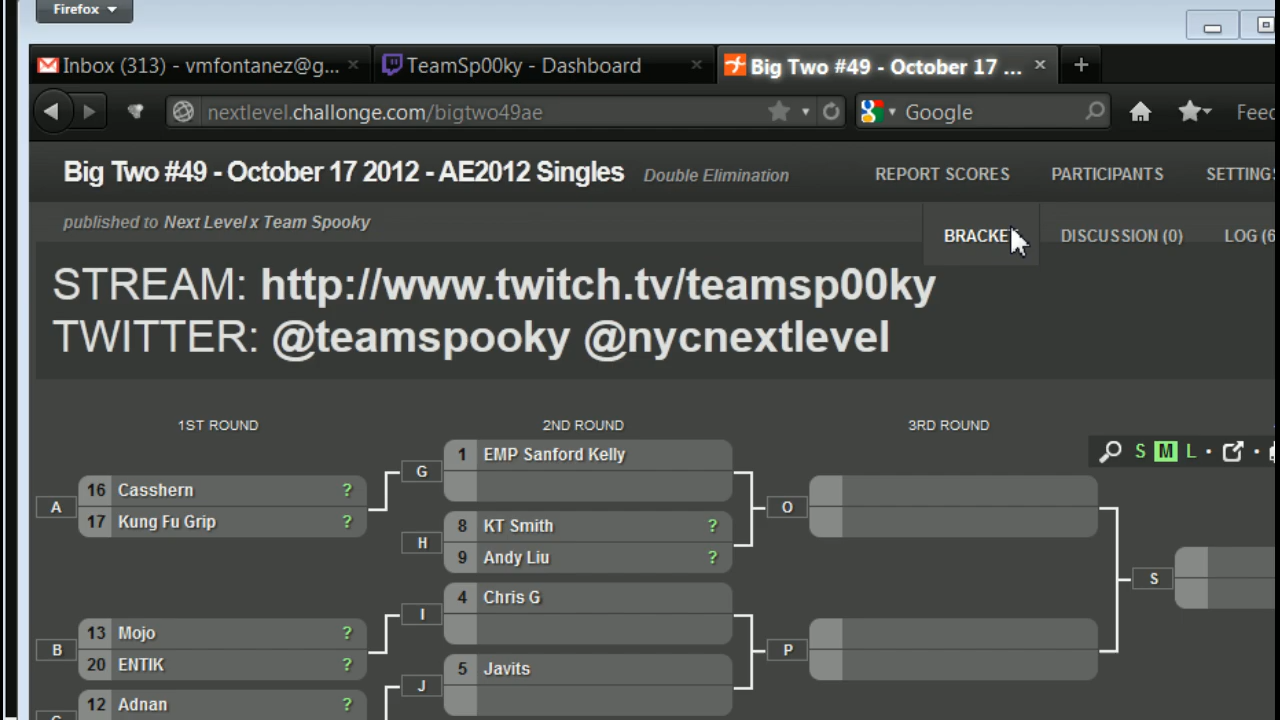 Firefox
Inbox (313) - vmfontanez@g...
TeamSp00ky - Dashboard
Big Two #49 - October 17 ...
nextlevel.challonge.com/bigtwo49ae
Google
Big Two #49 - October 17 2012 - AE2012 Singles
Double Elimination
REPORT SCORES
PARTICIPANTS
published to Next Level x Team Spooky
DISCUSSION (0)
LOG (6
STREAM: http://www.twitch.tv/teamsp00ky
TWITTER: @teamspooky @nycnextlevel
1ST ROUND
2ND ROUND
3RD ROUND
S M L
1 EMP Sanford Kelly
G
16 Casshern ?
A
O
17 Kung Fu Grip ?
8 KT Smith ?
H
9 Andy Liu ?
S
4 Chris G
I
13 Mojo ?
B
P
20 ENTIK ?
5 Javits
J
12 Adnan ?